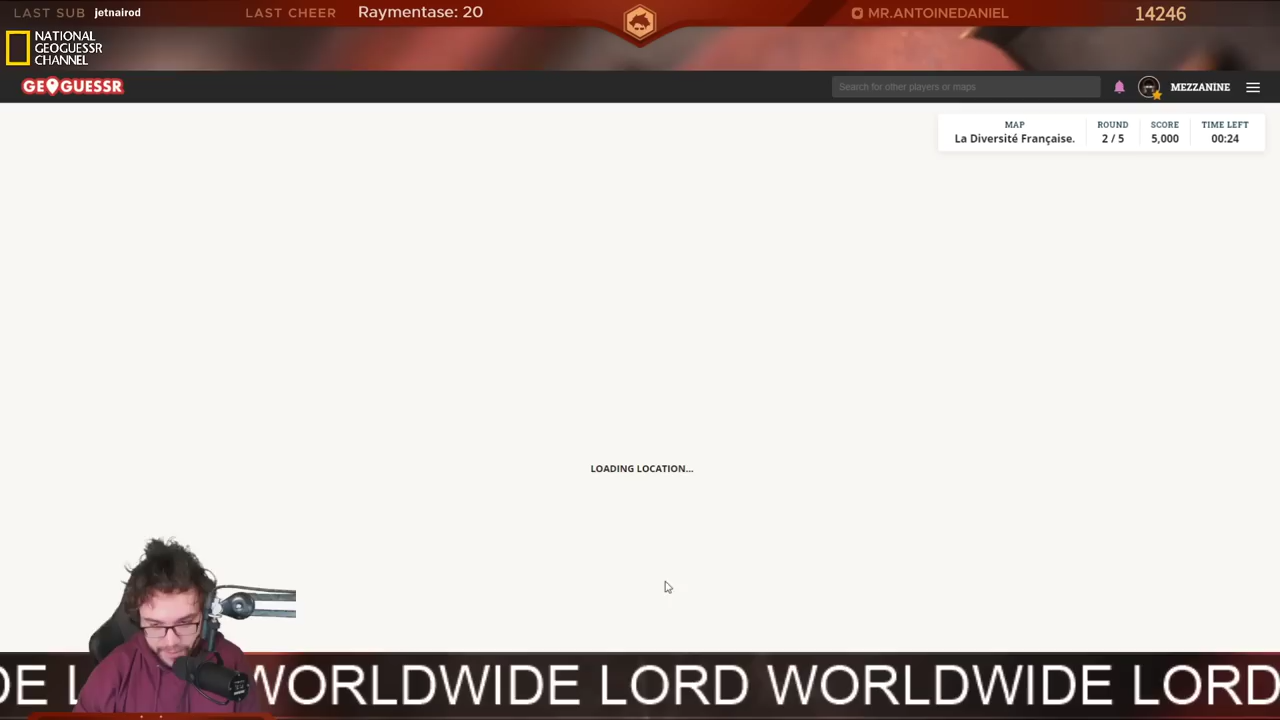 LAST SUB jetnairod LAST CHEER Raymentase: 20 MR.ANTOINEDANIEL 14246
NATIONAL
GEOGUESSR
CHANNEL
GEOGUESSR Search for other players or maps MEZZANINE
MAP ROUND SCORE TIME LEFT
La Diversité Française. 2 / 5 5,000 00:24
LOADING LOCATION...
DE L WORLDWIDE LORD WORLDWIDE LORD